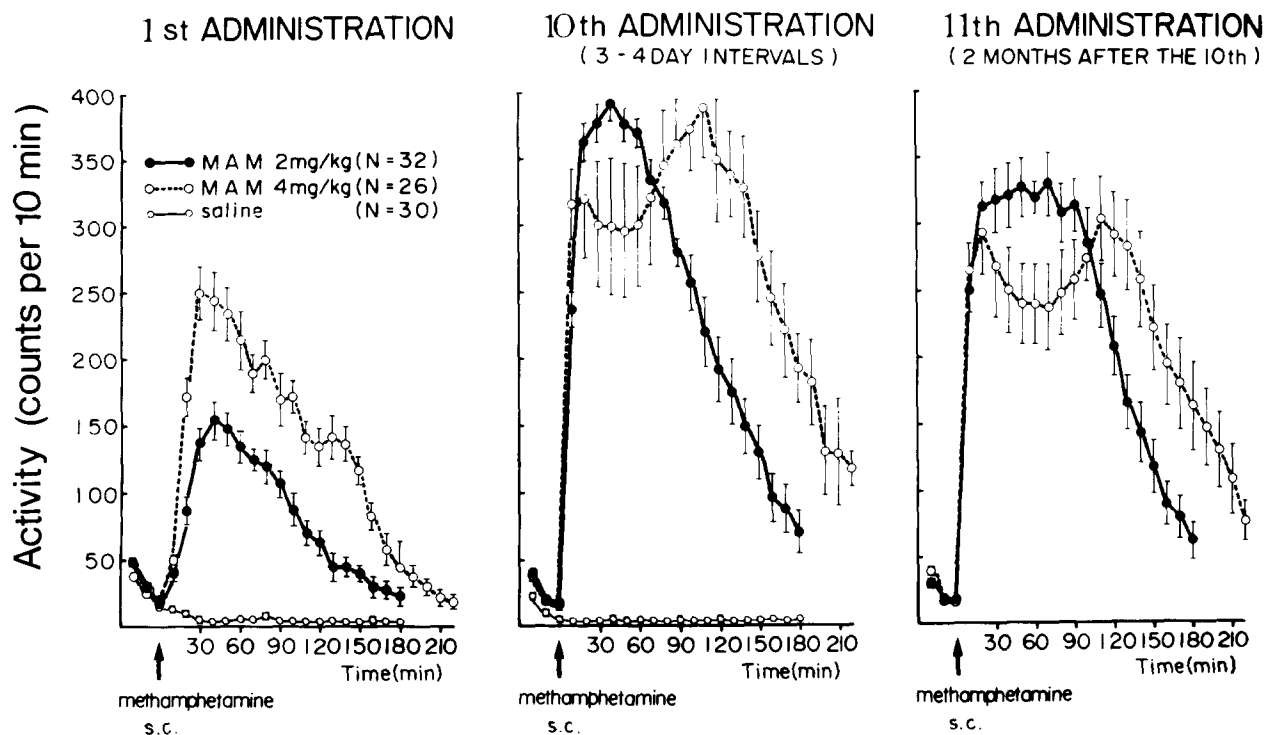 1st ADMINISTRATION
10th ADMINISTRATION
(3-4 DAY INTERVALS)
11th ADMINISTRATION
(2 MONTHS AFTER THE 10th)
Activity (counts per 10 min)
400
350
300
250
200
150
100
50
MAM 2mg/kg (N=32)
MAM 4mg/kg (N=26)
saline (N=30)
30 60 90 120 150 180 210
Time(min)
methamphetamine
s.c.
30 60 90 120 150 180 210
Time(min)
methamphetamine
s.c.
30 60 90 120 150 180 210
Time(min)
methamphetamine
s.c.